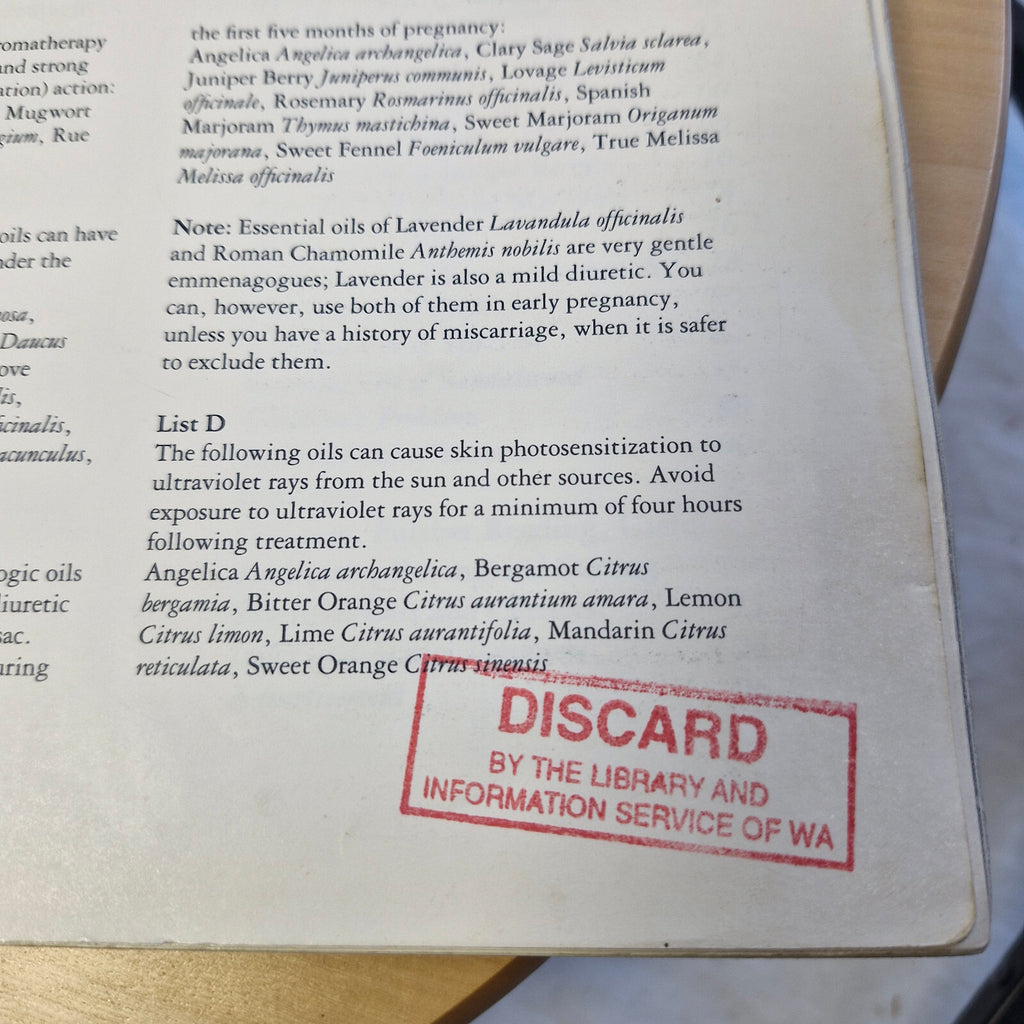 romatherapy
and strong
ation) action:
Mugwort
gium, Rue
oils can have
nder the
osa,
Daucus
ove
lis,
icinalis,
acunculus,
ogic oils
iuretic
sac.
uring
the first five months of pregnancy:
Angelica Angelica archangelica, Clary Sage Salvia sclarea,
Juniper Berry Juniperus communis, Lovage Levisticum
officinale, Rosemary Rosmarinus officinalis, Spanish
Marjoram Thymus mastichina, Sweet Marjoram Origanum
majorana, Sweet Fennel Foeniculum vulgare, True Melissa
Melissa officinalis
Note: Essential oils of Lavender Lavandula officinalis
and Roman Chamomile Anthemis nobilis are very gentle
emmenagogues; Lavender is also a mild diuretic. You
can, however, use both of them in early pregnancy,
unless you have a history of miscarriage, when it is safer
to exclude them.
List D
The following oils can cause skin photosensitization to
ultraviolet rays from the sun and other sources. Avoid
exposure to ultraviolet rays for a minimum of four hours
following treatment.
Angelica Angelica archangelica, Bergamot Citrus
bergamia, Bitter Orange Citrus aurantium amara, Lemon
Citrus limon, Lime Citrus aurantifolia, Mandarin Citrus
reticulata, Sweet Orange Citrus sinensis
DISCARD
BY THE LIBRARY AND
INFORMATION SERVICE OF WA